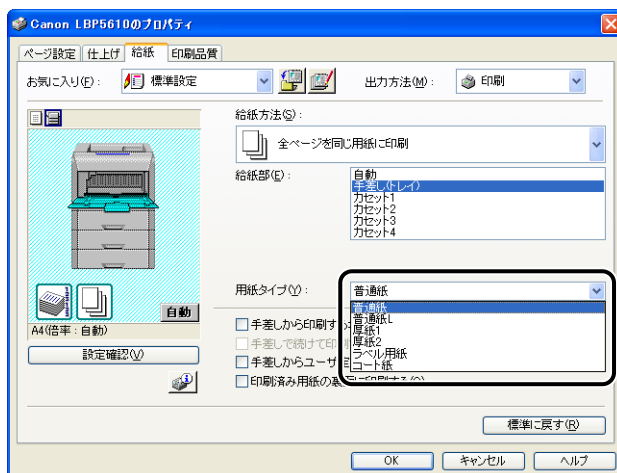 Canon LBP5610のプロパティ
ページ設定 仕上げ 給紙 印刷品質
お気に入り(F): 標準設定 出力方法(M): 印刷
給紙方法(S):
全ページを同じ用紙に印刷
給紙部(E): 自動
手差し(トレイ)
カセット1
カセット2
カセット3
カセット4
用紙タイプ(Y): 普通紙
普通紙
普通紙L
厚紙1
厚紙2
ラベル用紙
コート紙
自動
A4(倍率:自動)
設定確認(V)
手差しから印刷す
手差しで続けて印
手差しからユーザ
印刷済み用紙の
標準に戻す(R)
OK キャンセル ヘルプ